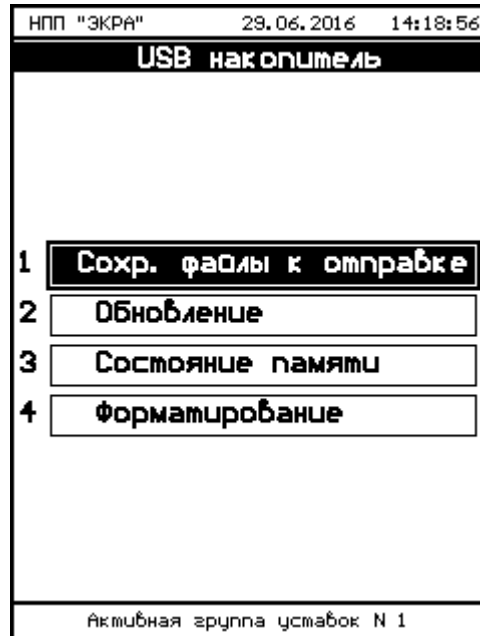 НПП "ЭКРА" 29.06.2016 14:18:56
USB накопитель
1 Сохр. файлы к отправке
2 Обновление
3 Состояние памяти
4 Форматирование
Активная группа уставок N 1